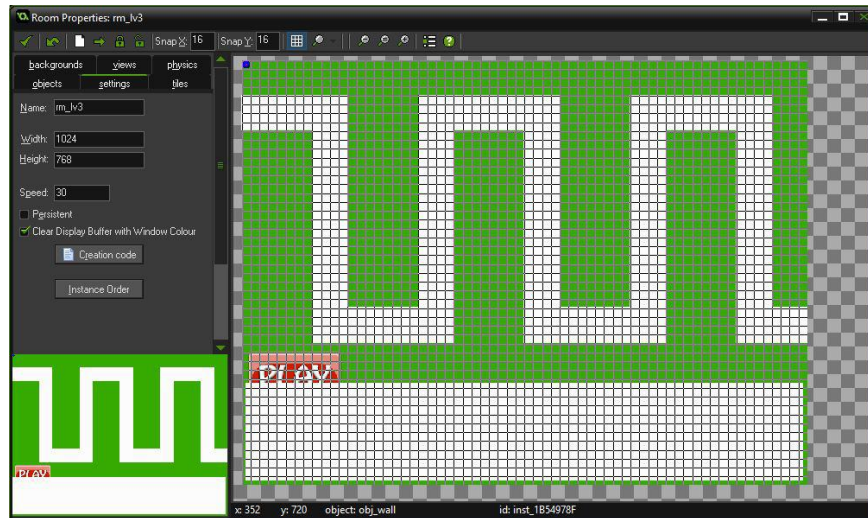 Room Properties: rm_lv3
Snap X: 16 Snap Y: 16
backgrounds views physics
objects settings tiles
Name: rm_lv3
Width: 1024
Height: 768
Speed: 30
Persistent
Clear Display Buffer with Window Colour
Creation code
Instance Order
PLAY
PLAY
x: 352 y: 720 object: obj_wall id: inst_1B54978F